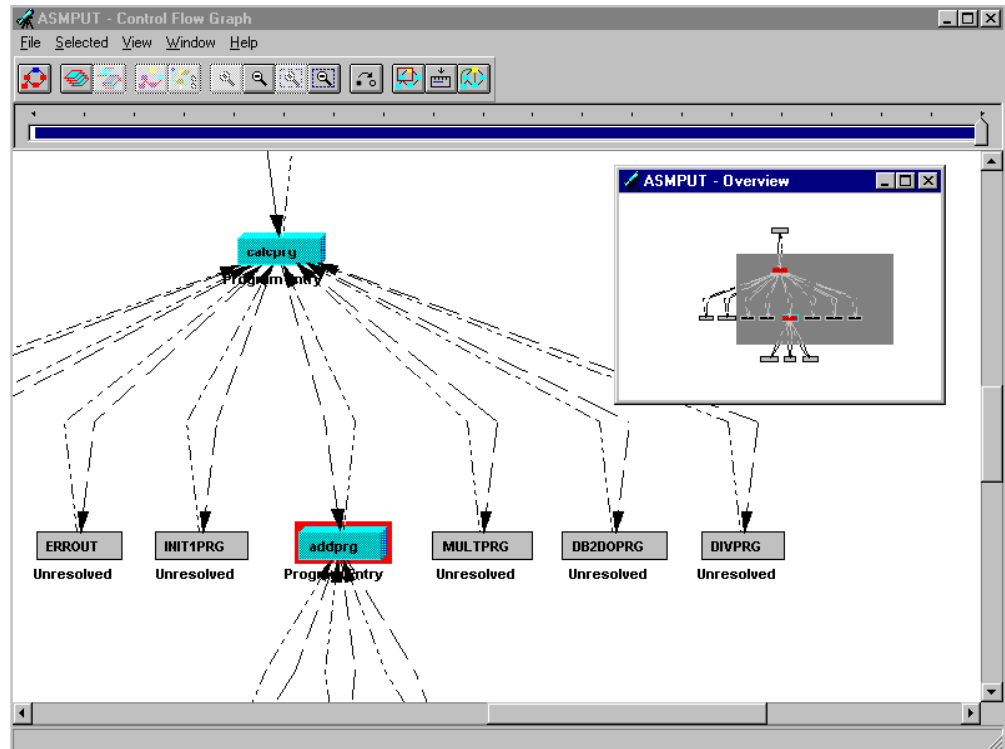 ASMPUT - Control Flow Graph
File Selected View Window Help
ASMPUT - Overview
calcprg
Program Entry
ERROUT INIT1PRG addprg MULTPRG DB2DOPRG DIVPRG
Unresolved Unresolved Program Entry Unresolved Unresolved Unresolved